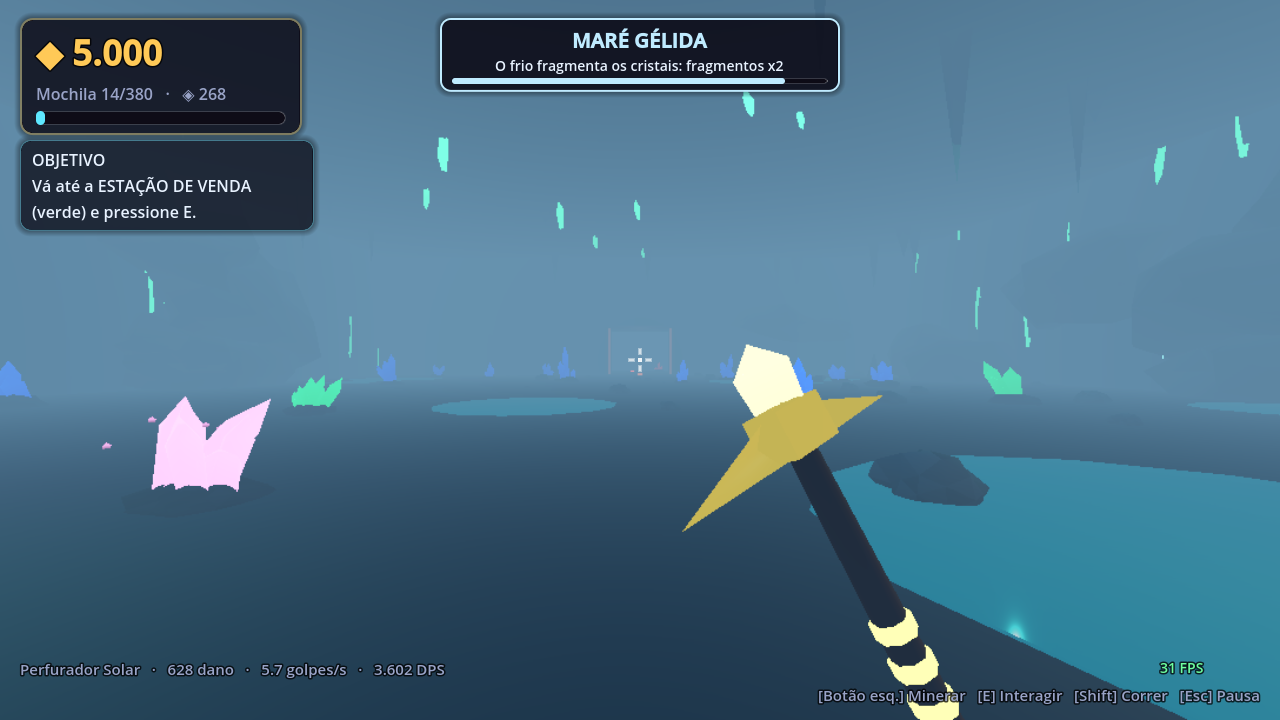 ◆ 5.000
Mochila 14/380 · ◈ 268
OBJETIVO
Vá até a ESTAÇÃO DE VENDA
(verde) e pressione E.
MARÉ GÉLIDA
O frio fragmenta os cristais: fragmentos x2
Perfurador Solar · 628 dano · 5.7 golpes/s · 3.602 DPS
31 FPS
[Botão esq.] Minerar [E] Interagir [Shift] Correr [Esc] Pausa